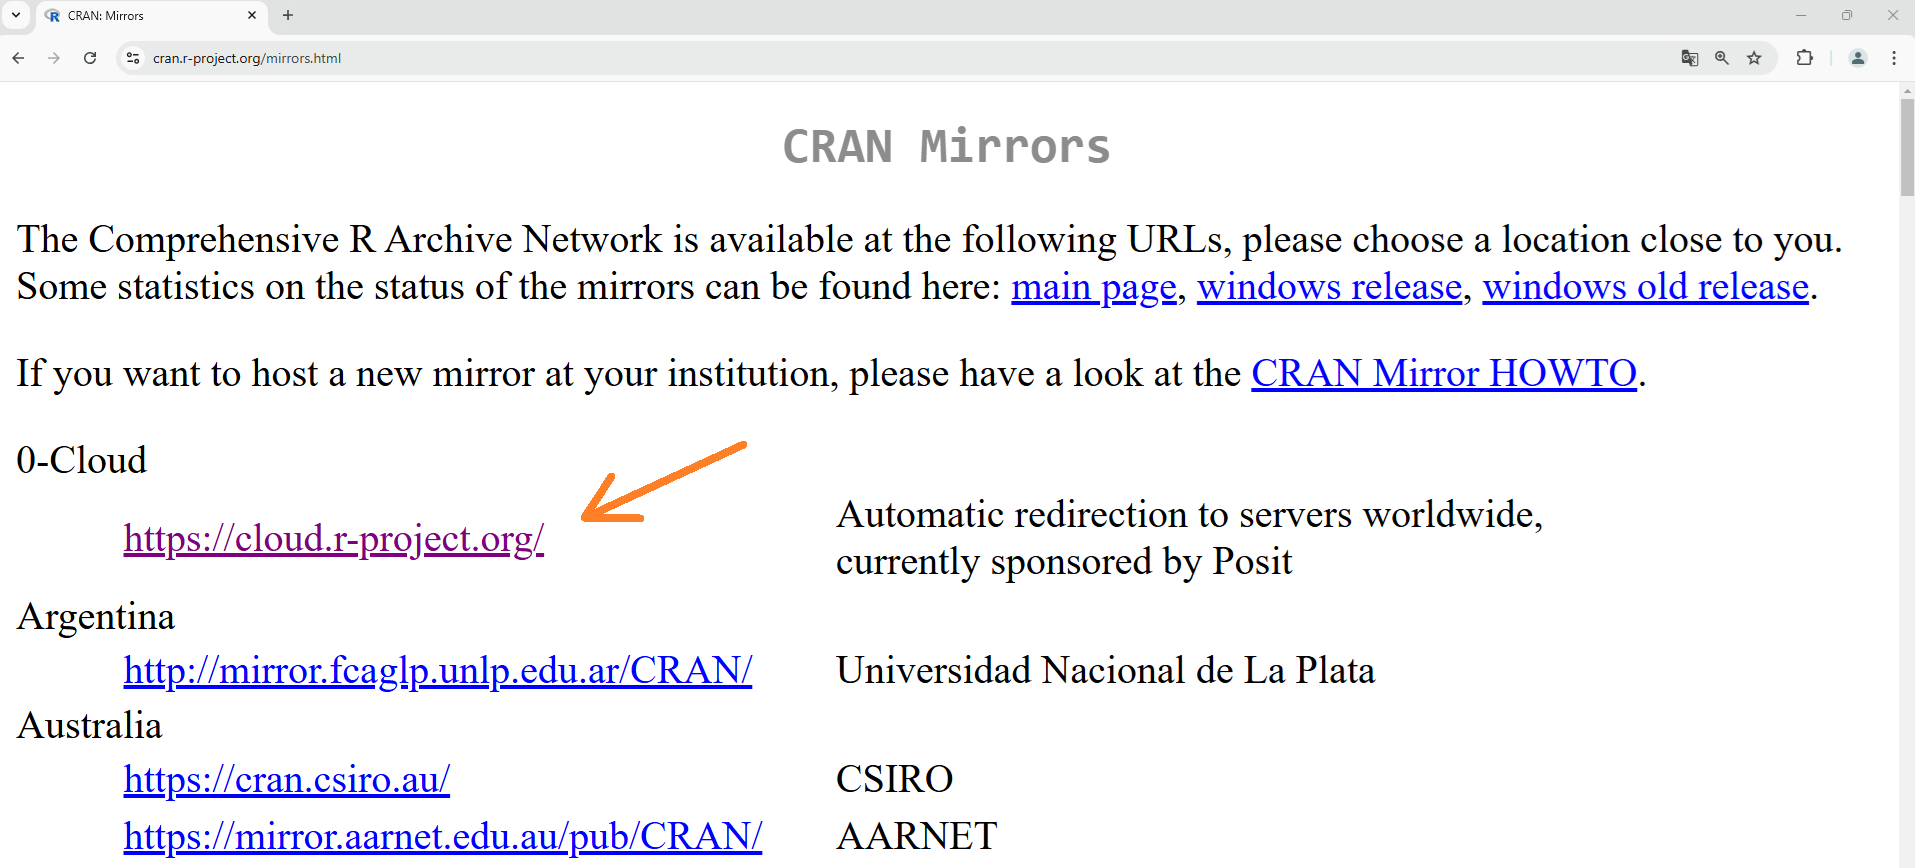 CRAN: Mirrors
cran.r-project.org/mirrors.html
CRAN Mirrors
The Comprehensive R Archive Network is available at the following URLs, please choose a location close to you.
Some statistics on the status of the mirrors can be found here: main page, windows release, windows old release.
If you want to host a new mirror at your institution, please have a look at the CRAN Mirror HOWTO.
0-Cloud
https://cloud.r-project.org/ Automatic redirection to servers worldwide,
currently sponsored by Posit
Argentina
http://mirror.fcaglp.unlp.edu.ar/CRAN/ Universidad Nacional de La Plata
Australia
https://cran.csiro.au/ CSIRO
https://mirror.aarnet.edu.au/pub/CRAN/ AARNET